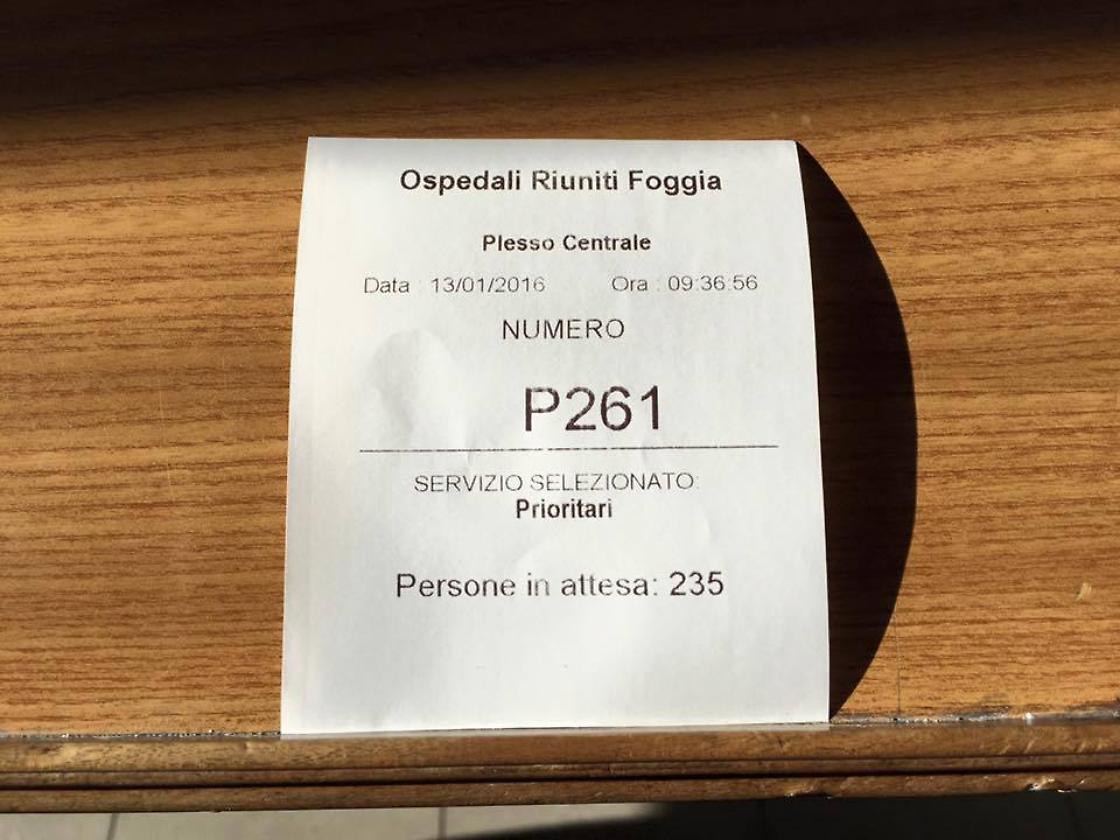 Ospedali Riuniti Foggia
Plesso Centrale
Data : 13/01/2016 Ora : 09:36:56
NUMERO
P261
SERVIZIO SELEZIONATO:
Prioritari
Persone in attesa: 235